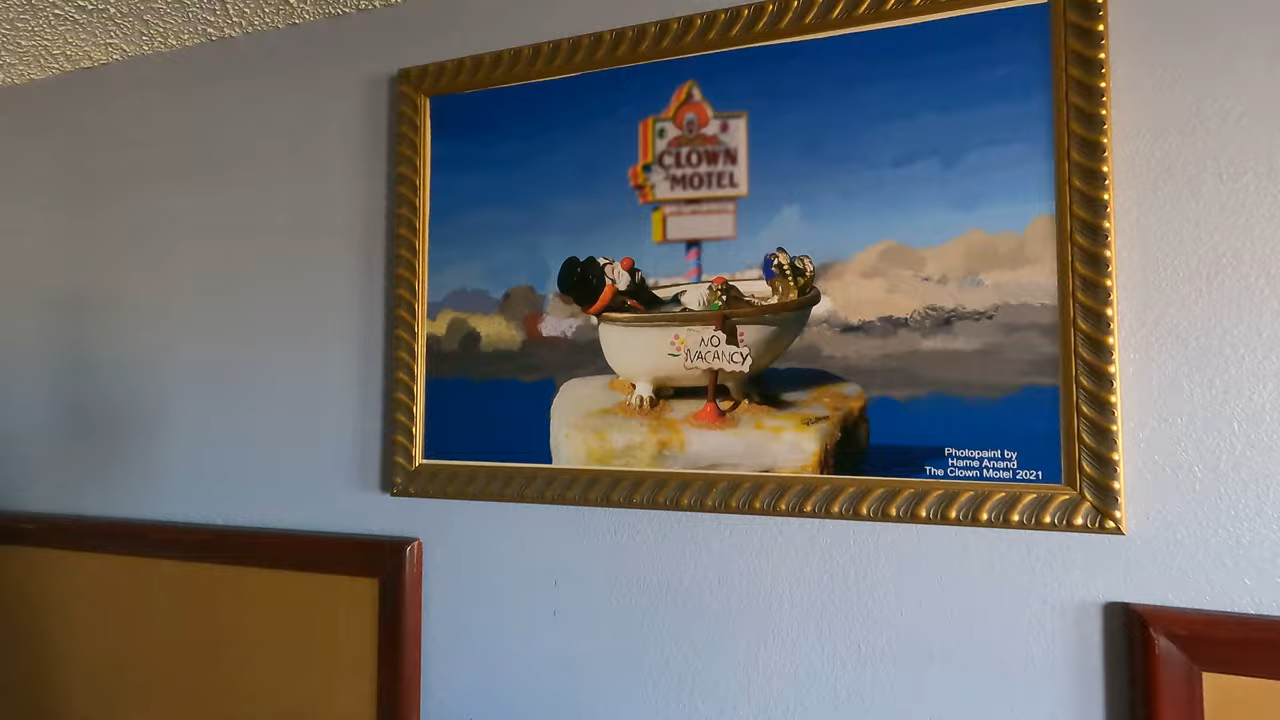 CLOWN
MOTEL
NO
VACANCY
Photopaint by
Hame Anand
The Clown Motel 2021